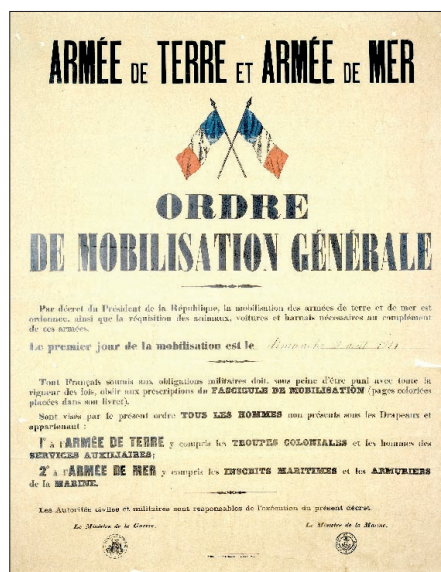 ARMÉE DE TERRE ET ARMÉE DE MER
ORDRE
DE MOBILISATION GÉNÉRALE
Par décret du Président de la République, la mobilisation des armées de terre et de mer est
ordonnée, ainsi que la réquisition des animaux, voitures et harnais nécessaires au complément
de ces armées.
Le premier jour de la mobilisation est le dimanche 2 août 1914
Tout Français soumis aux obligations militaires doit, sous peine d'être puni avec toute la
rigueur des lois, obéir aux prescriptions du FASCICULE DE MOBILISATION (pages coloriées
placées dans son livret).
Sont visés par le présent ordre TOUS LES HOMMES non présents sous les Drapeaux et
appartenant :
1° à l'ARMÉE DE TERRE y compris les TROUPES COLONIALES et les hommes des
SERVICES AUXILIAIRES;
2° à l'ARMÉE DE MER y compris les INSCRITS MARITIMES et les ARMURIERS
de la MARINE.
Les Autorités civiles et militaires sont responsables de l'exécution du présent décret.
Le Ministre de la Guerre,
Le Ministre de la Marine,